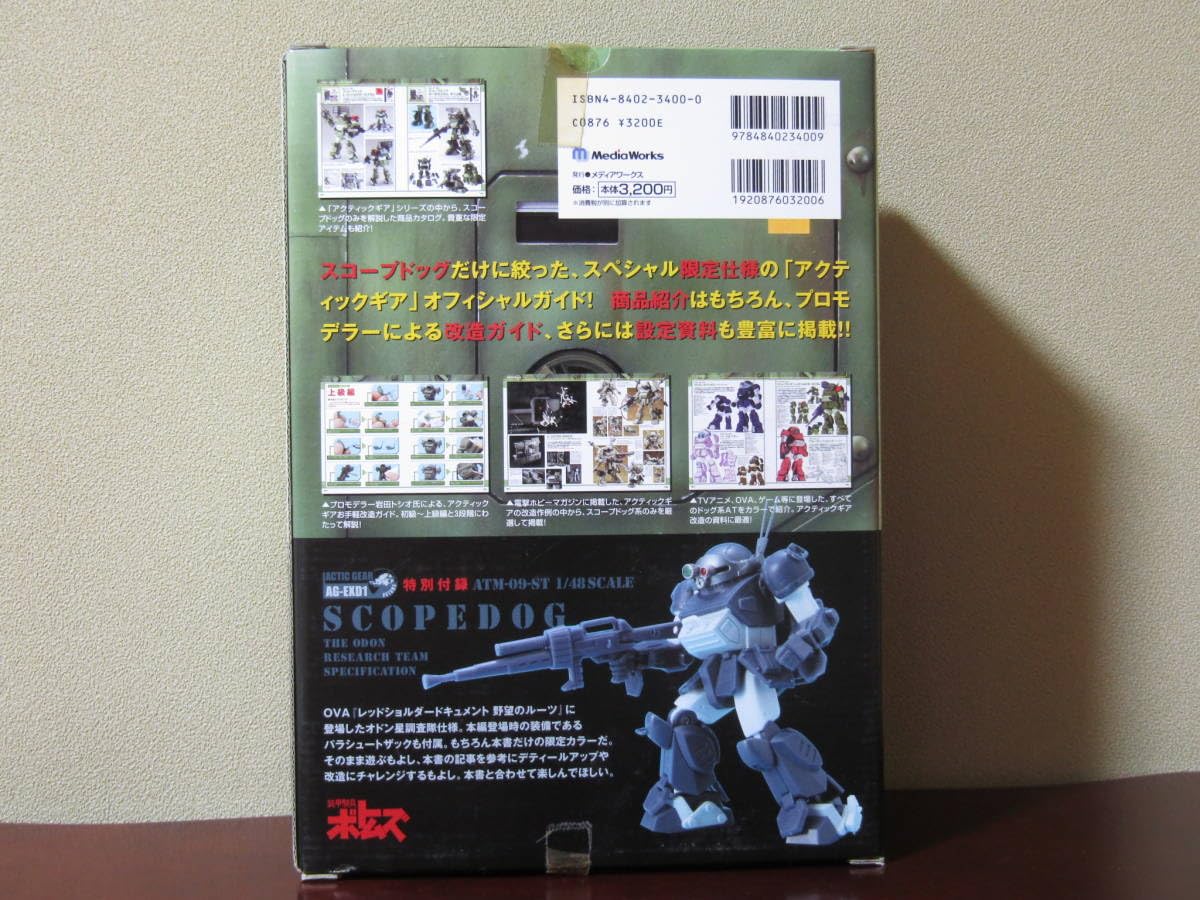 ISBN4-8402-3400-0
C0876 ¥3200E
MediaWorks
発行●メディアワークス
価格: 本体3,200円
※消費税が別に加算されます
9784840234009
1920876032006
▲「アクティックギア」シリーズの中から、スコー
プドッグのみを解説した商品カタログ。貴重な限定
アイテムも紹介!
スコープドッグだけに絞った、スペシャル限定仕様の「アクテ
ィックギア」オフィシャルガイド! 商品紹介はもちろん、プロモ
デラーによる改造ガイド、さらには設定資料も豊富に掲載!!
上級編
▲プロモデラー岩田トシオ氏による、アクティック
ギアお手軽改造ガイド。初級〜上級編と3段階にわ
たって解説!
▲電撃ホビーマガジンに掲載した、アクティックギ
アの改造作例の中から、スコープドッグ系のみを厳
選して掲載!
▲TVアニメ、OVA、ゲーム等に登場した、すべて
のドッグ系ATをカラーで紹介。アクティックギア
改造の資料に最適!
ACTIC GEAR
AG-EX01
特別付録 ATM-09-ST 1/48 SCALE
SCOPEDOG
THE ODON
RESEARCH TEAM
SPECIFICATION
OVA『レッドショルダードキュメント 野望のルーツ』に
登場したオドン星調査隊仕様。本編登場時の装備である
パラシュートザックも付属。もちろん本書だけの限定カラーだ。
そのまま遊ぶもよし、本書の記事を参考にディテールアップや
改造にチャレンジするもよし。本書と合わせて楽しんでほしい。
装甲騎兵
ボトムズ